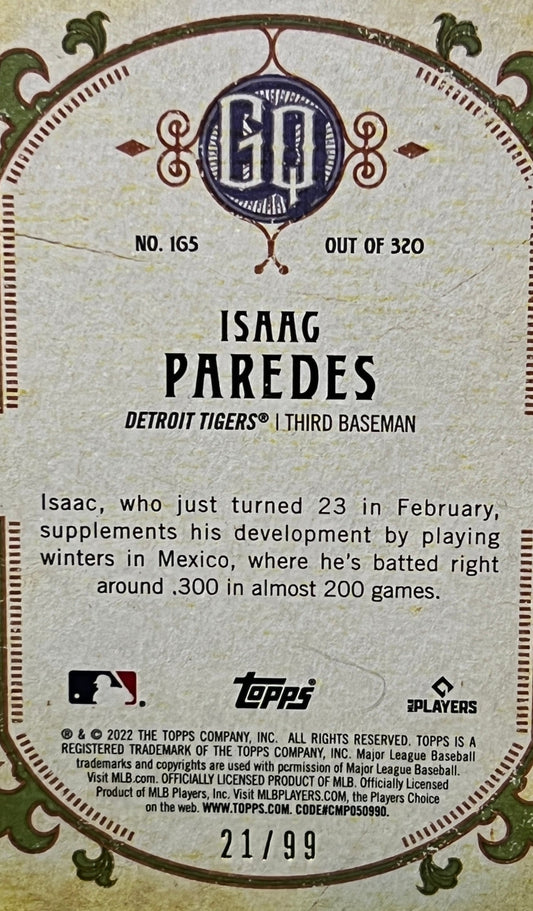 GQ
NO. 165 OUT OF 320
ISAAC
PAREDES
DETROIT TIGERS® | THIRD BASEMAN
Isaac, who just turned 23 in February,
supplements his development by playing
winters in Mexico, where he's batted right
around .300 in almost 200 games.
Topps®
MLB PLAYERS
® & © 2022 THE TOPPS COMPANY, INC. ALL RIGHTS RESERVED. TOPPS IS A
REGISTERED TRADEMARK OF THE TOPPS COMPANY, INC. Major League Baseball
trademarks and copyrights are used with permission of Major League Baseball.
Visit MLB.com. OFFICIALLY LICENSED PRODUCT OF MLB. Officially Licensed
Product of MLB Players, Inc. Visit MLBPLAYERS.COM, the Players Choice
on the web. WWW.TOPPS.COM. CODE#CMP050990.
21/99